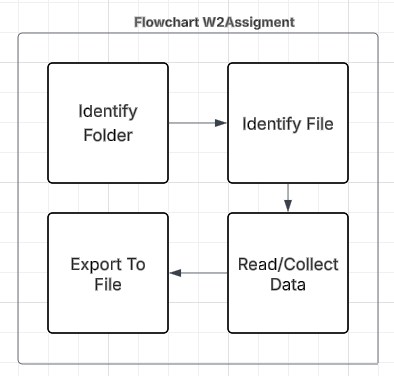 Flowchart W2Assigment
Identify
Folder
Identify File
Read/Collect
Data
Export To
File